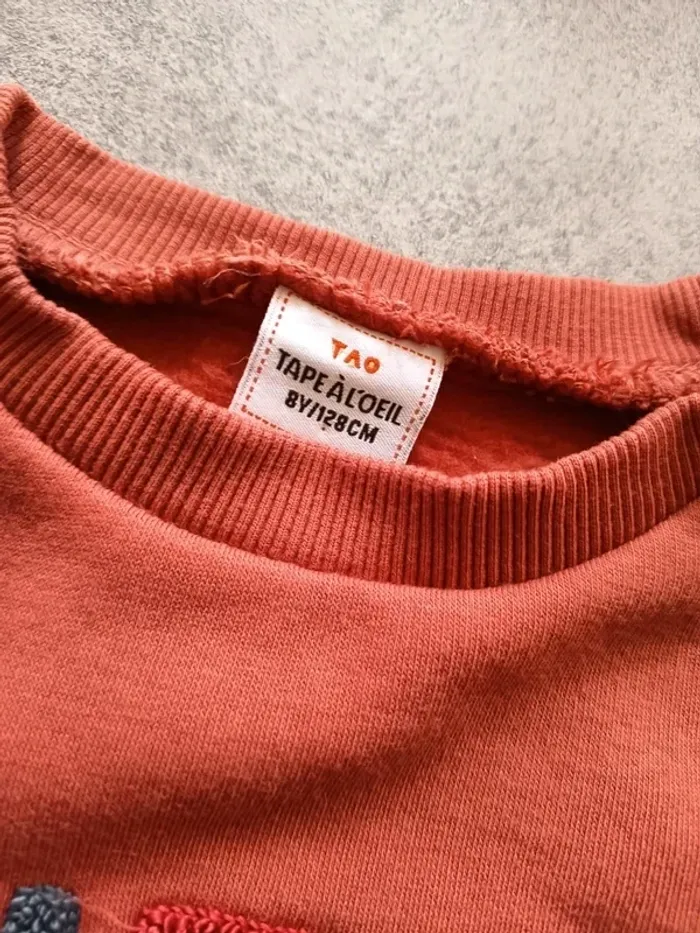 TAO
TAPE À L'OEIL
8Y/128CM